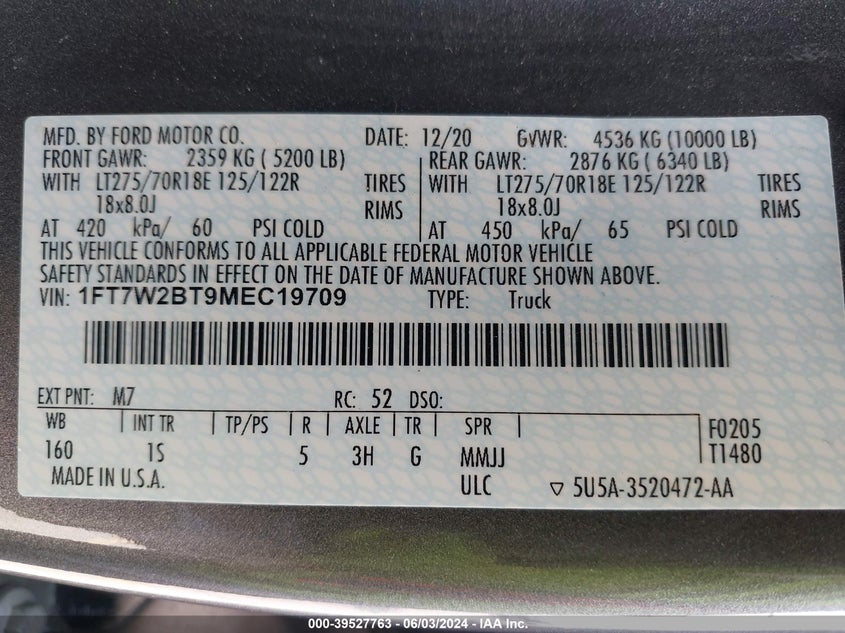 MFD. BY FORD MOTOR CO. DATE: 12/20 GVWR: 4536 KG (10000 LB)
FRONT GAWR: 2359 KG ( 5200 LB) REAR GAWR: 2876 KG ( 6340 LB)
WITH LT275/70R18E 125/122R TIRES WITH LT275/70R18E 125/122R TIRES
18x8.0J RIMS 18x8.0J RIMS
AT 420 kPa/ 60 PSI COLD AT 450 kPa/ 65 PSI COLD
THIS VEHICLE CONFORMS TO ALL APPLICABLE FEDERAL MOTOR VEHICLE
SAFETY STANDARDS IN EFFECT ON THE DATE OF MANUFACTURE SHOWN ABOVE.
VIN: 1FT7W2BT9MEC19709 TYPE: Truck
EXT PNT: M7 RC: 52 DSO:
WB INT TR TP/PS R AXLE TR SPR F0205
160 1S 5 3H G MMJJ T1480
MADE IN U.S.A. ULC ▽ 5U5A-3520472-AA
000-39527763 - 06/03/2024 - IAA Inc.